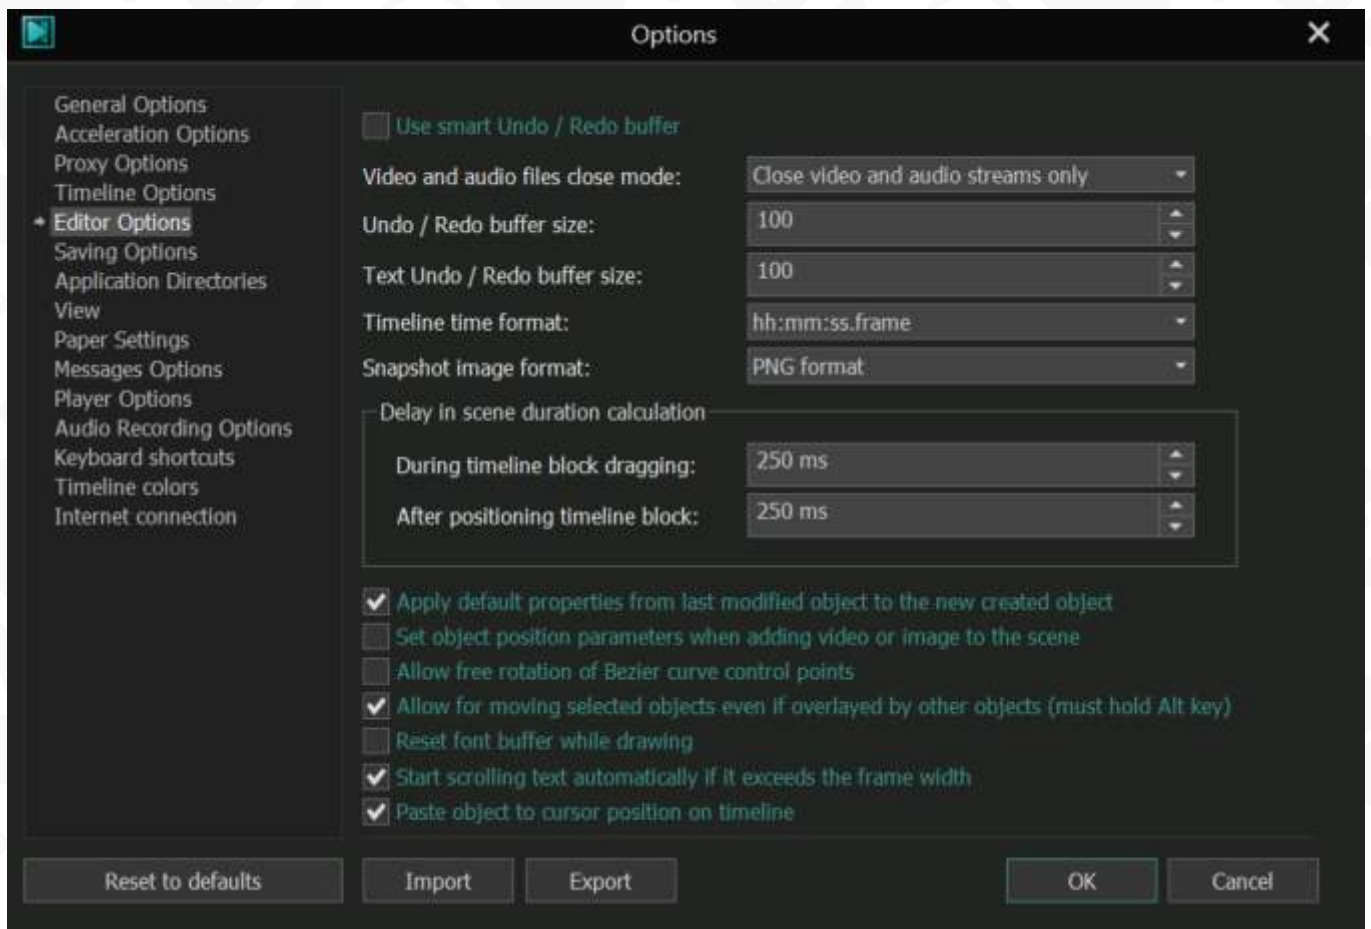 Options
General Options
Acceleration Options
Proxy Options
Timeline Options
Editor Options
Saving Options
Application Directories
View
Paper Settings
Messages Options
Player Options
Audio Recording Options
Keyboard shortcuts
Timeline colors
Internet connection
Use smart Undo / Redo buffer
Video and audio files close mode: Close video and audio streams only
Undo / Redo buffer size: 100
Text Undo / Redo buffer size: 100
Timeline time format: hh:mm:ss.frame
Snapshot image format: PNG format
Delay in scene duration calculation
During timeline block dragging: 250 ms
After positioning timeline block: 250 ms
Apply default properties from last modified object to the new created object
Set object position parameters when adding video or image to the scene
Allow free rotation of Bezier curve control points
Allow for moving selected objects even if overlayed by other objects (must hold Alt key)
Reset font buffer while drawing
Start scrolling text automatically if it exceeds the frame width
Paste object to cursor position on timeline
Reset to defaults Import Export OK Cancel